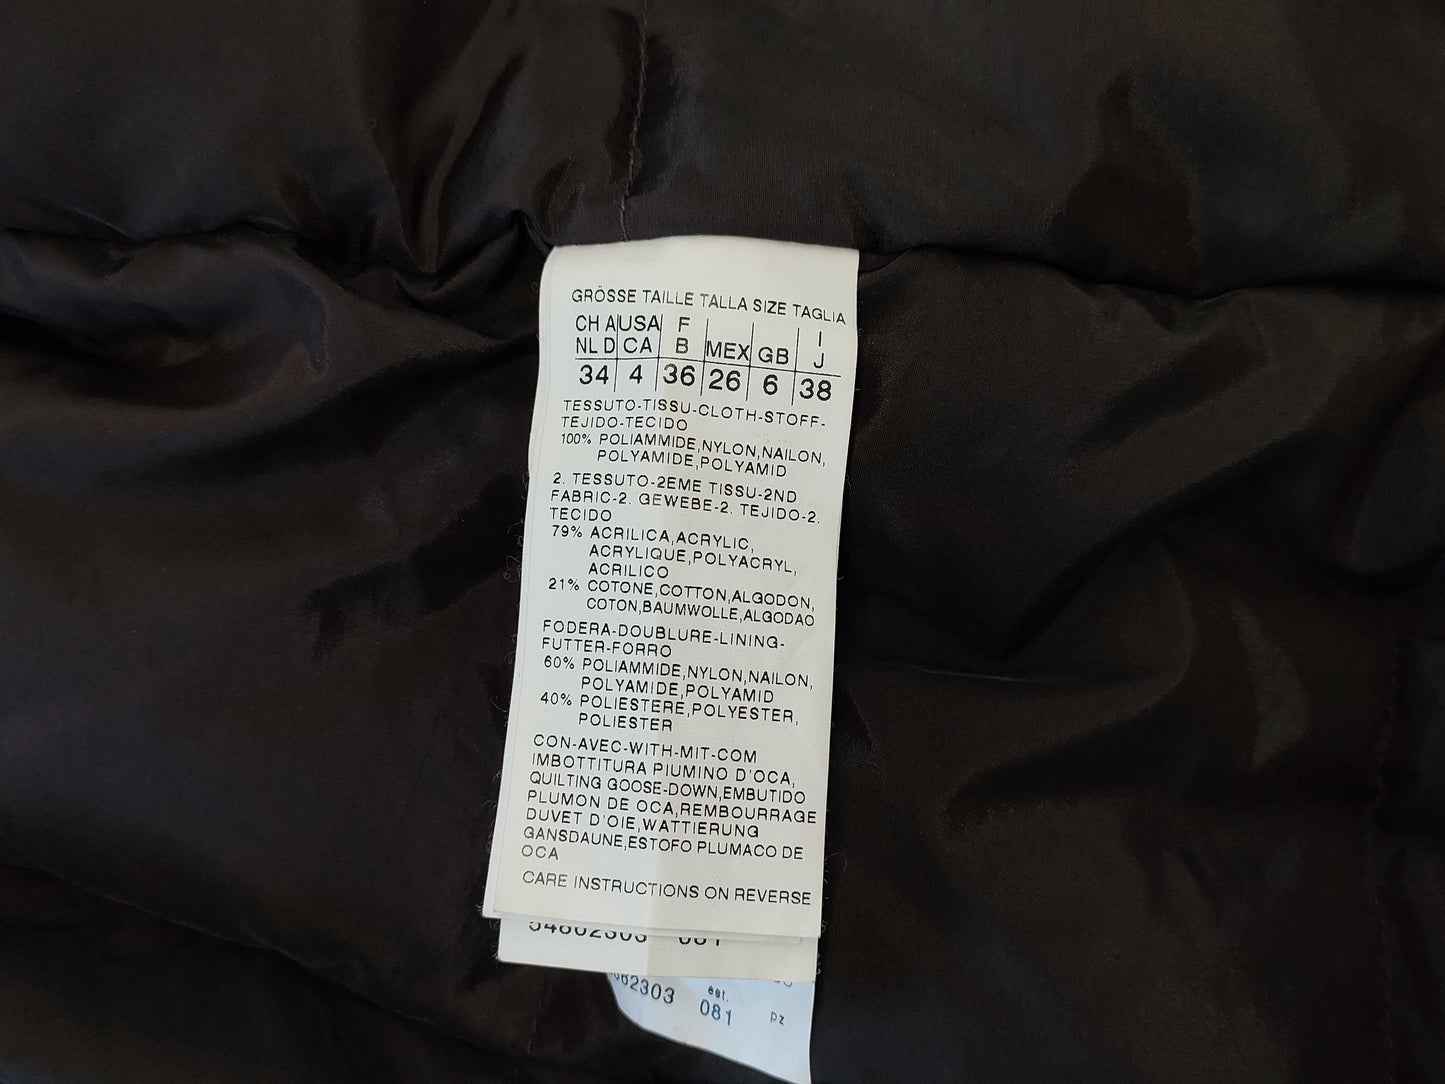 GRÖSSE TAILLE TALLA SIZE TAGLIA
CH A USA F I
NL D CA B MEX GB J
34 4 36 26 6 38
TESSUTO-TISSU-CLOTH-STOFF-
TEJIDO-TECIDO
100% POLIAMMIDE,NYLON,NAILON,
POLYAMIDE,POLYAMID
2. TESSUTO-2EME TISSU-2ND
FABRIC-2. GEWEBE-2. TEJIDO-2.
TECIDO
79% ACRILICA,ACRYLIC,
ACRYLIQUE,POLYACRYL,
ACRILICO
21% COTONE,COTTON,ALGODON,
COTON,BAUMWOLLE,ALGODAO
FODERA-DOUBLURE-LINING-
FUTTER-FORRO
60% POLIAMMIDE,NYLON,NAILON,
POLYAMIDE,POLYAMID
40% POLIESTERE,POLYESTER,
POLIESTER
CON-AVEC-WITH-MIT-COM
IMBOTTITURA PIUMINO D'OCA,
QUILTING GOOSE-DOWN,EMBUTIDO
PLUMON DE OCA,REMBOURRAGE
DUVET D'OIE,WATTIERUNG
GANSDAUNE,ESTOFO PLUMACO DE
OCA
CARE INSTRUCTIONS ON REVERSE
est.
081 pz